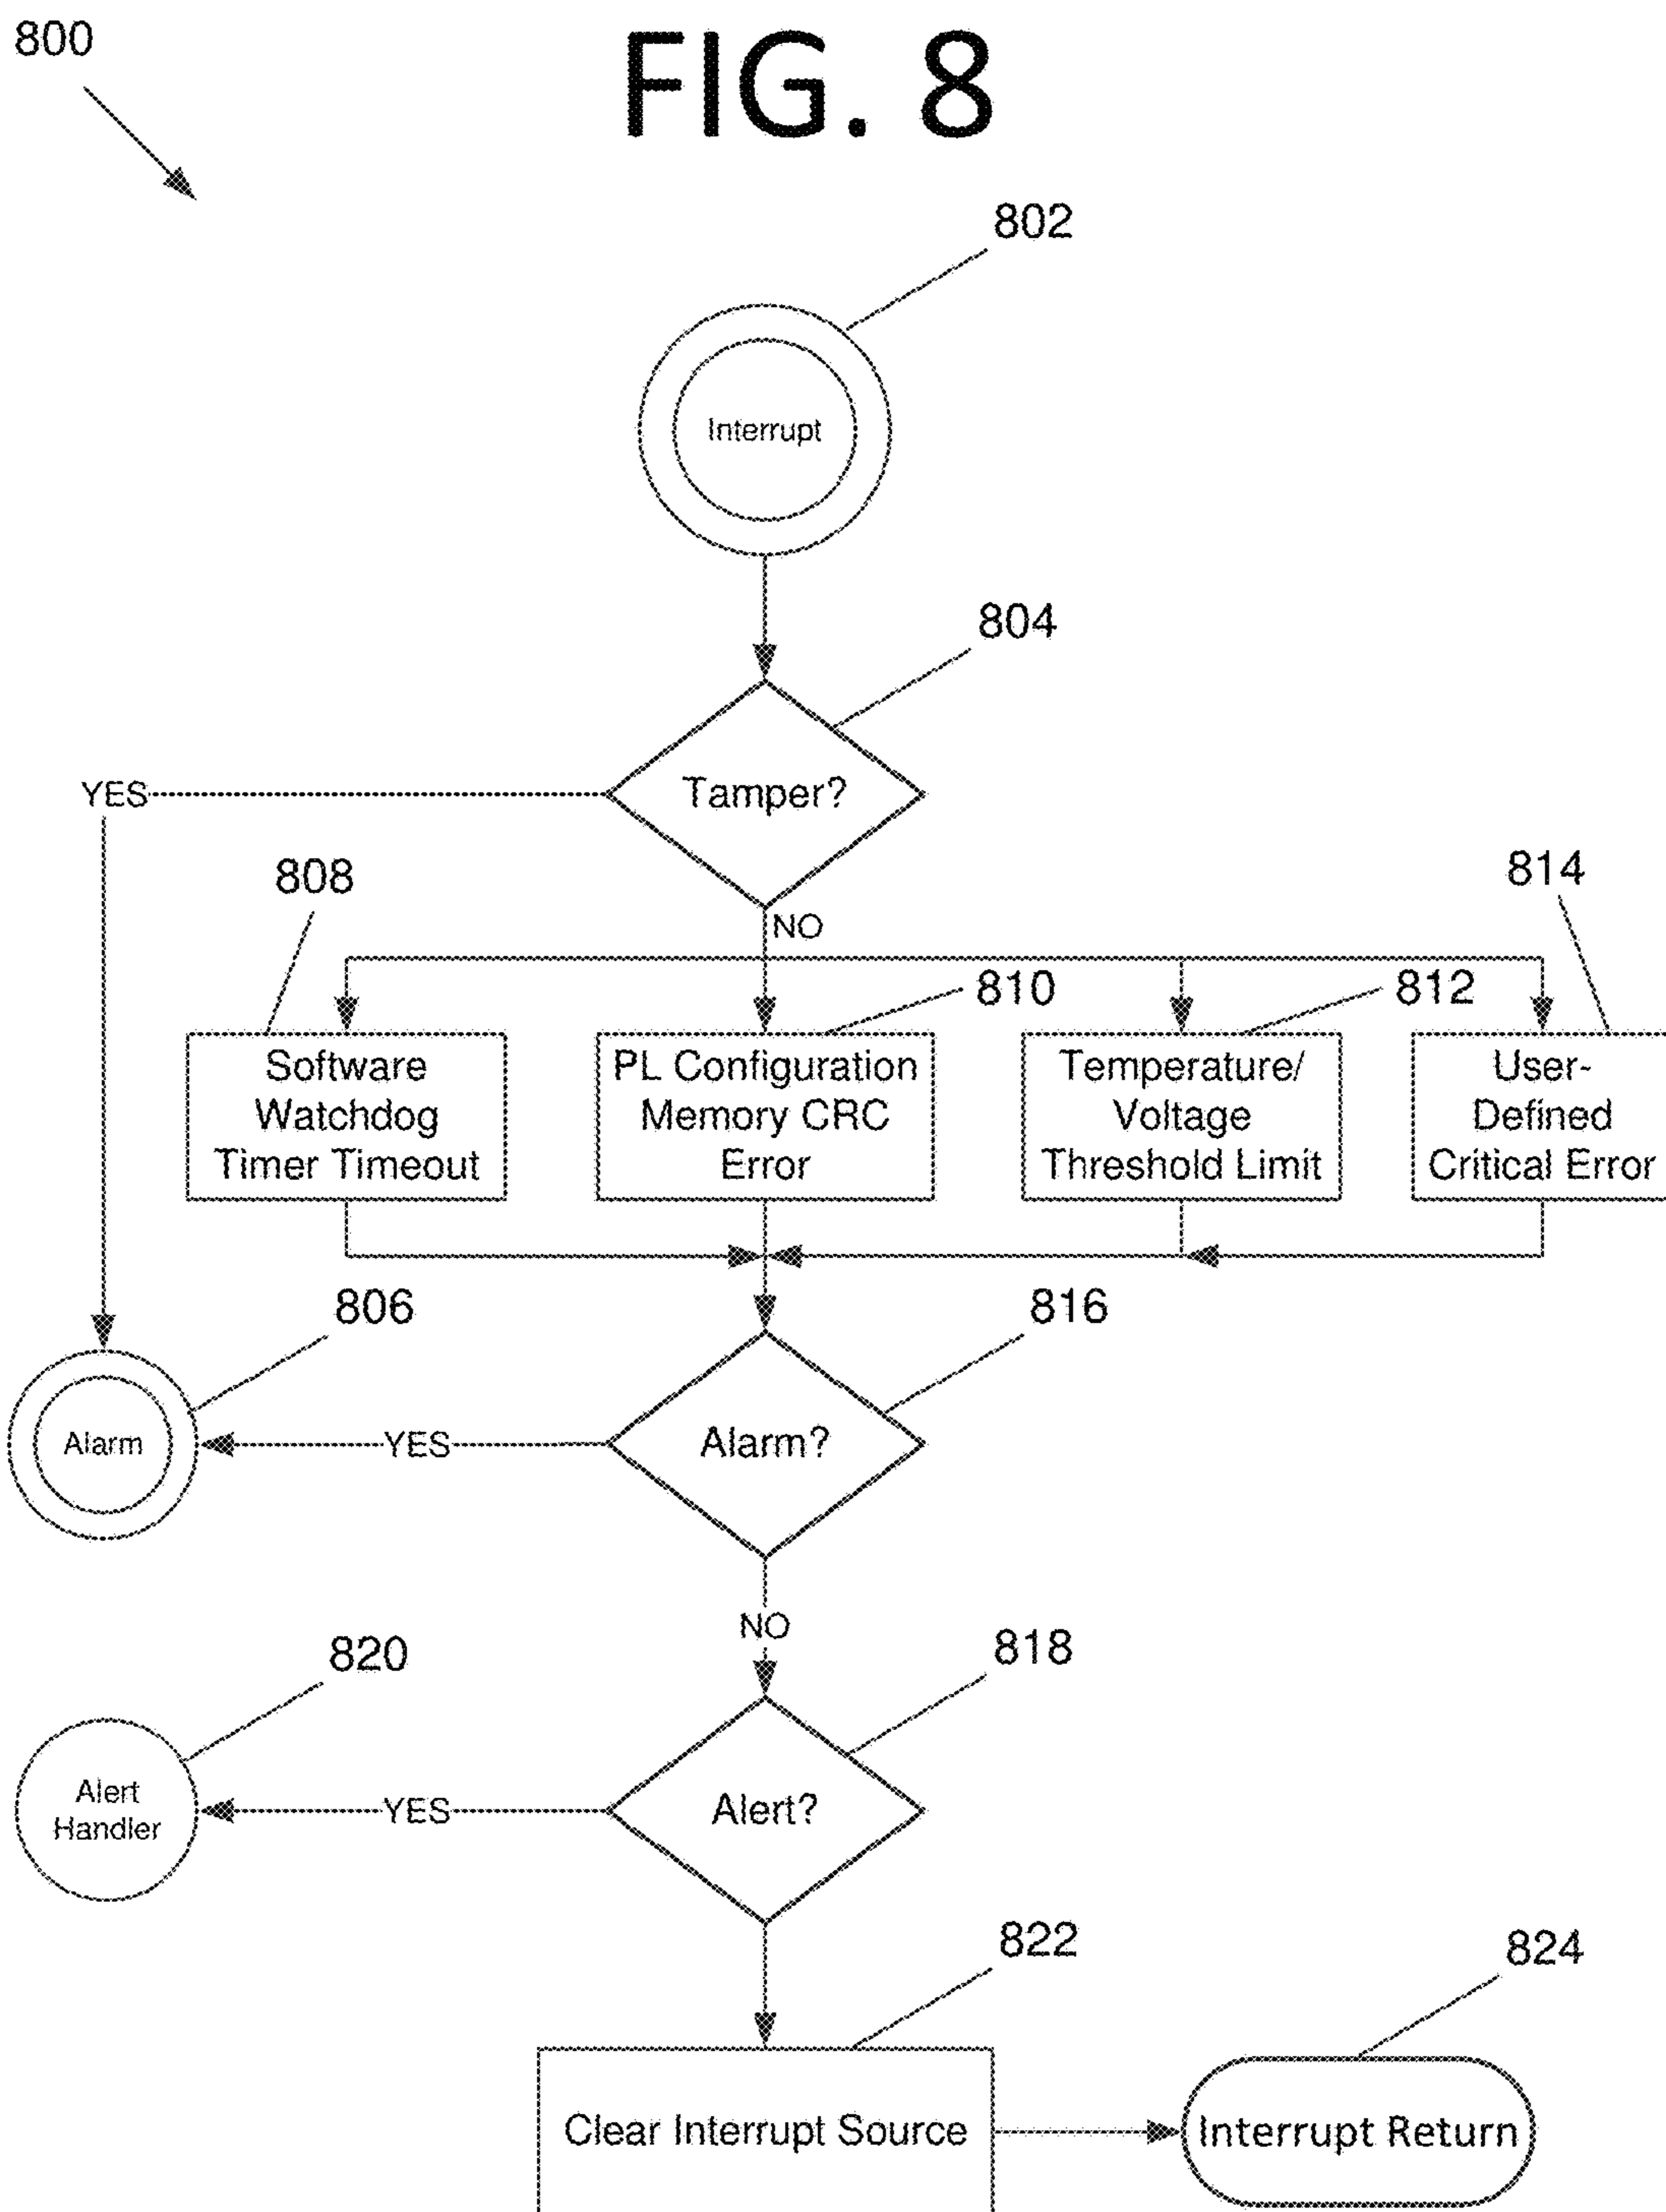 800
FIG. 8
802
Interrupt
804
Tamper?
YES
NO
808
814
810
812
Software
Watchdog
Timer Timeout
PL Configuration
Memory CRC
Error
Temperature/
Voltage
Threshold Limit
User-
Defined
Critical Error
806
816
Alarm
YES
Alarm?
NO
820
818
Alert
Handler
YES
Alert?
822
824
Clear Interrupt Source
Interrupt Return